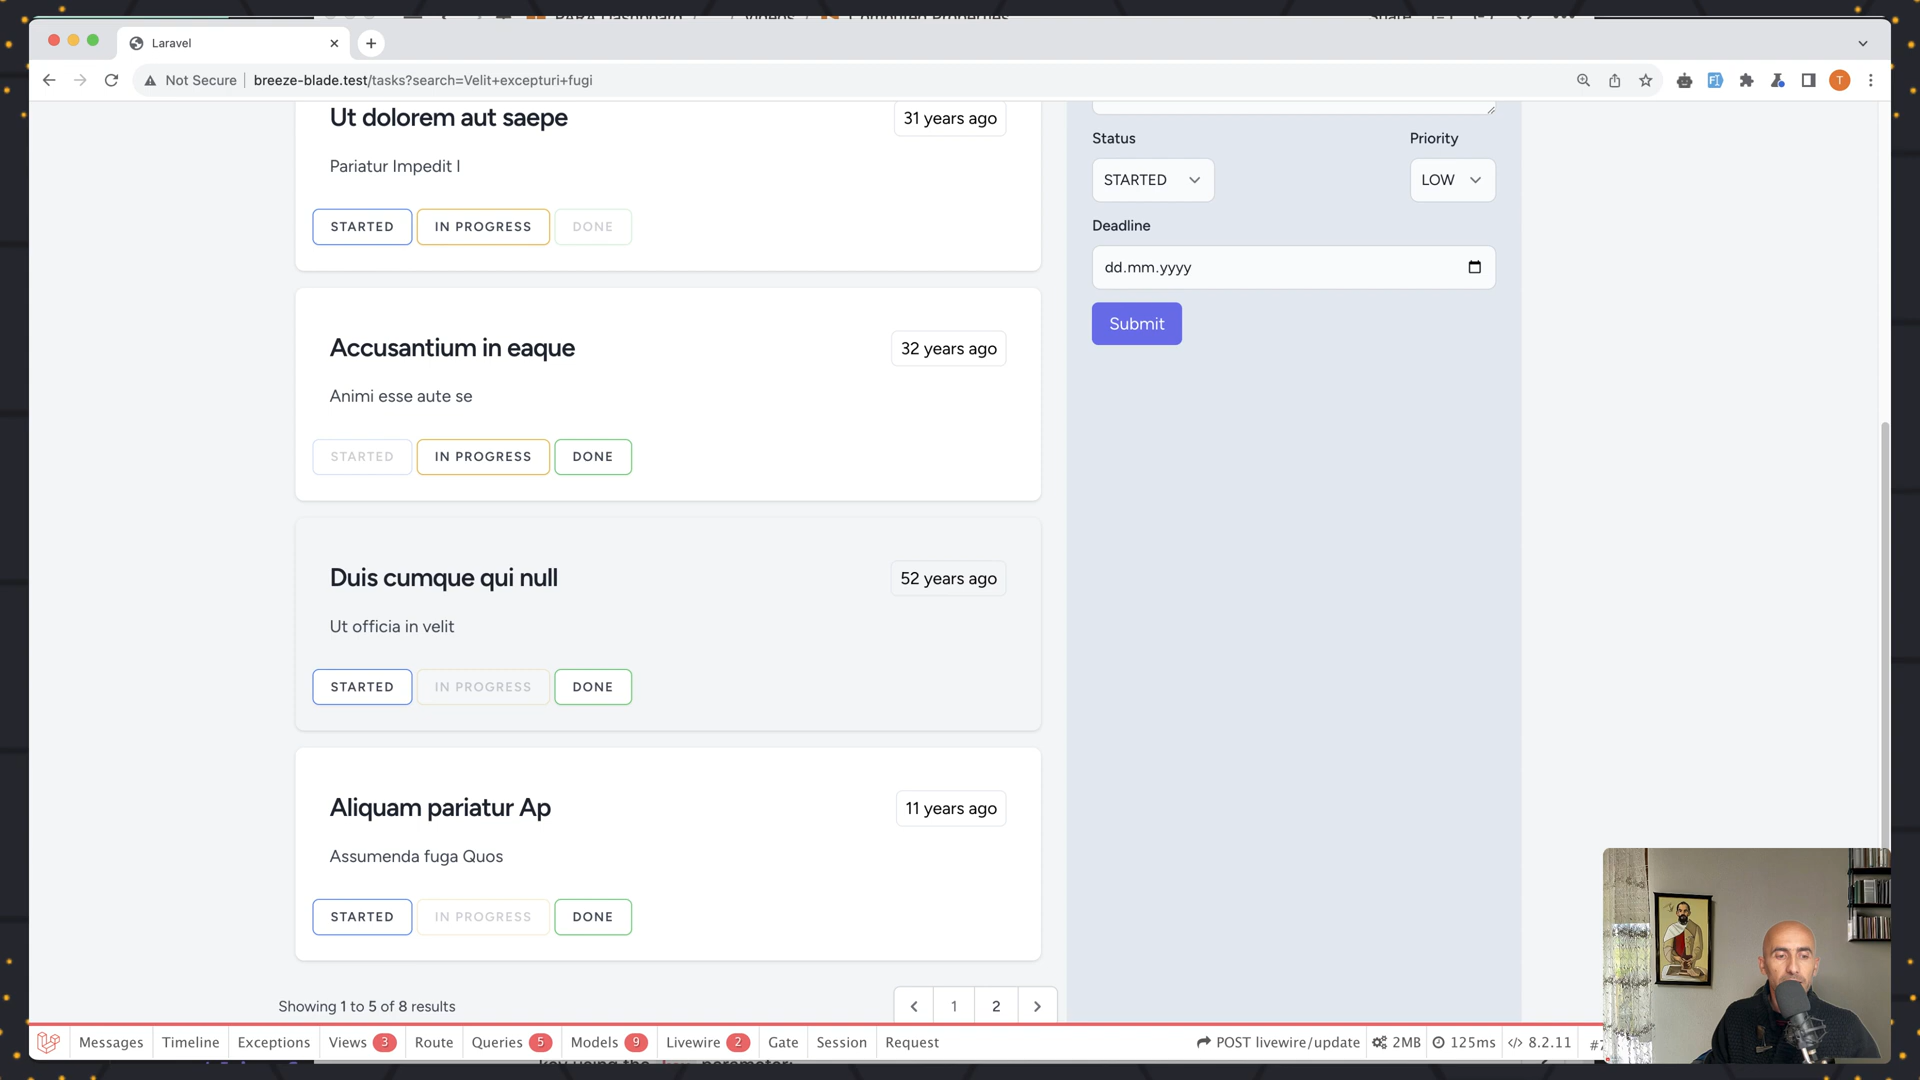 Laravel
Not Secure
breeze-blade.test/tasks?search=Velit+excepturi+fugi
T
Ut dolorem aut saepe
31 years ago
Pariatur Impedit I
STARTED
IN PROGRESS
DONE
Accusantium in eaque
32 years ago
Animi esse aute se
STARTED
IN PROGRESS
DONE
Duis cumque qui null
52 years ago
Ut officia in velit
STARTED
IN PROGRESS
DONE
Aliquam pariatur Ap
11 years ago
Assumenda fuga Quos
STARTED
IN PROGRESS
DONE
Showing 1 to 5 of 8 results
1
2
Status
Priority
STARTED
LOW
Deadline
dd.mm.yyyy
Submit
Messages
Timeline
Exceptions
Views 3
Route
Queries 5
Models 9
Livewire 2
Gate
Session
Request
POST livewire/update
2MB
125ms
8.2.11